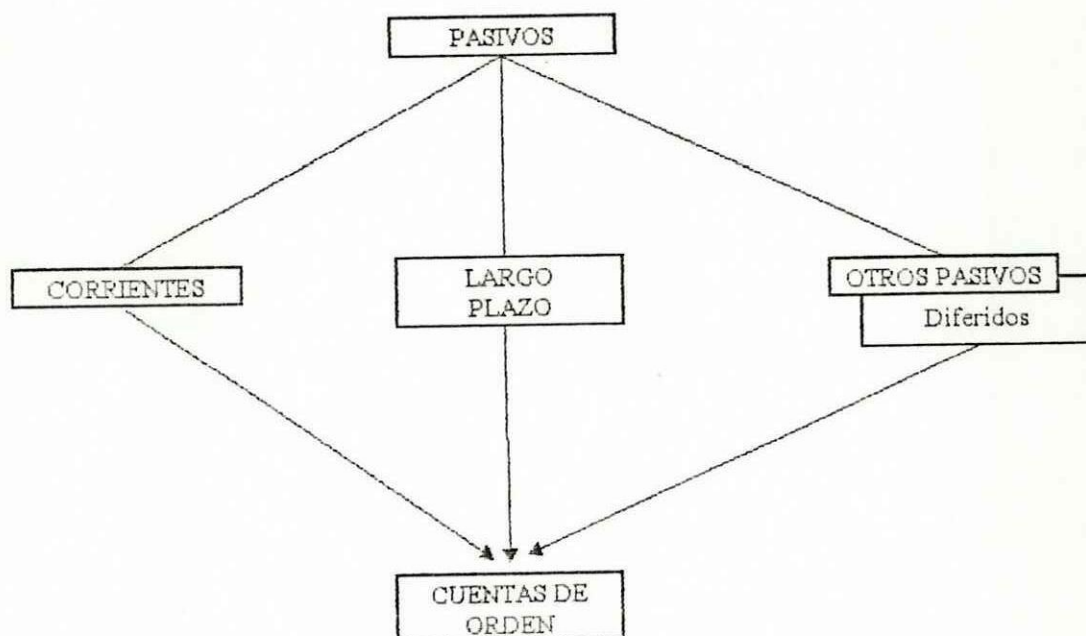 PASIVOS
CORRIENTES
LARGO
PLAZO
OTROS PASIVOS
Diferidos
CUENTAS DE
ORDEN